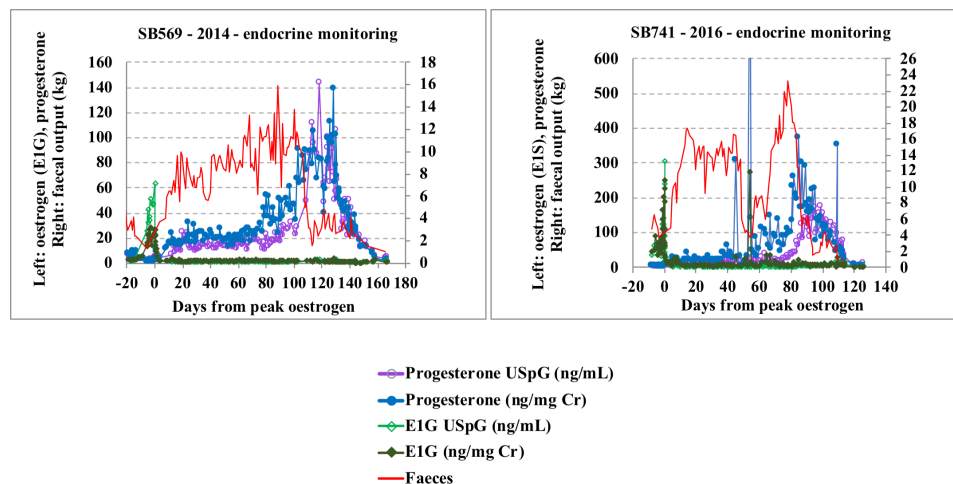 SB569 - 2014 - endocrine monitoring
Left: oestrogen (E1G), progesterone
Right: faecal output (kg)
160
140
120
100
80
60
40
20
0
18
16
14
12
10
8
6
4
2
0
-20 0 20 40 60 80 100 120 140 160 180
Days from peak oestrogen
SB741 - 2016 - endocrine monitoring
Left: oestrogen (E1S), progesterone
Right: faecal output (kg)
600
500
400
300
200
100
0
26
24
22
20
18
16
14
12
10
8
6
4
2
0
-20 0 20 40 60 80 100 120 140
Days from peak oestrogen
Progesterone USpG (ng/mL)
Progesterone (ng/mg Cr)
E1G USpG (ng/mL)
E1G (ng/mg Cr)
Faeces